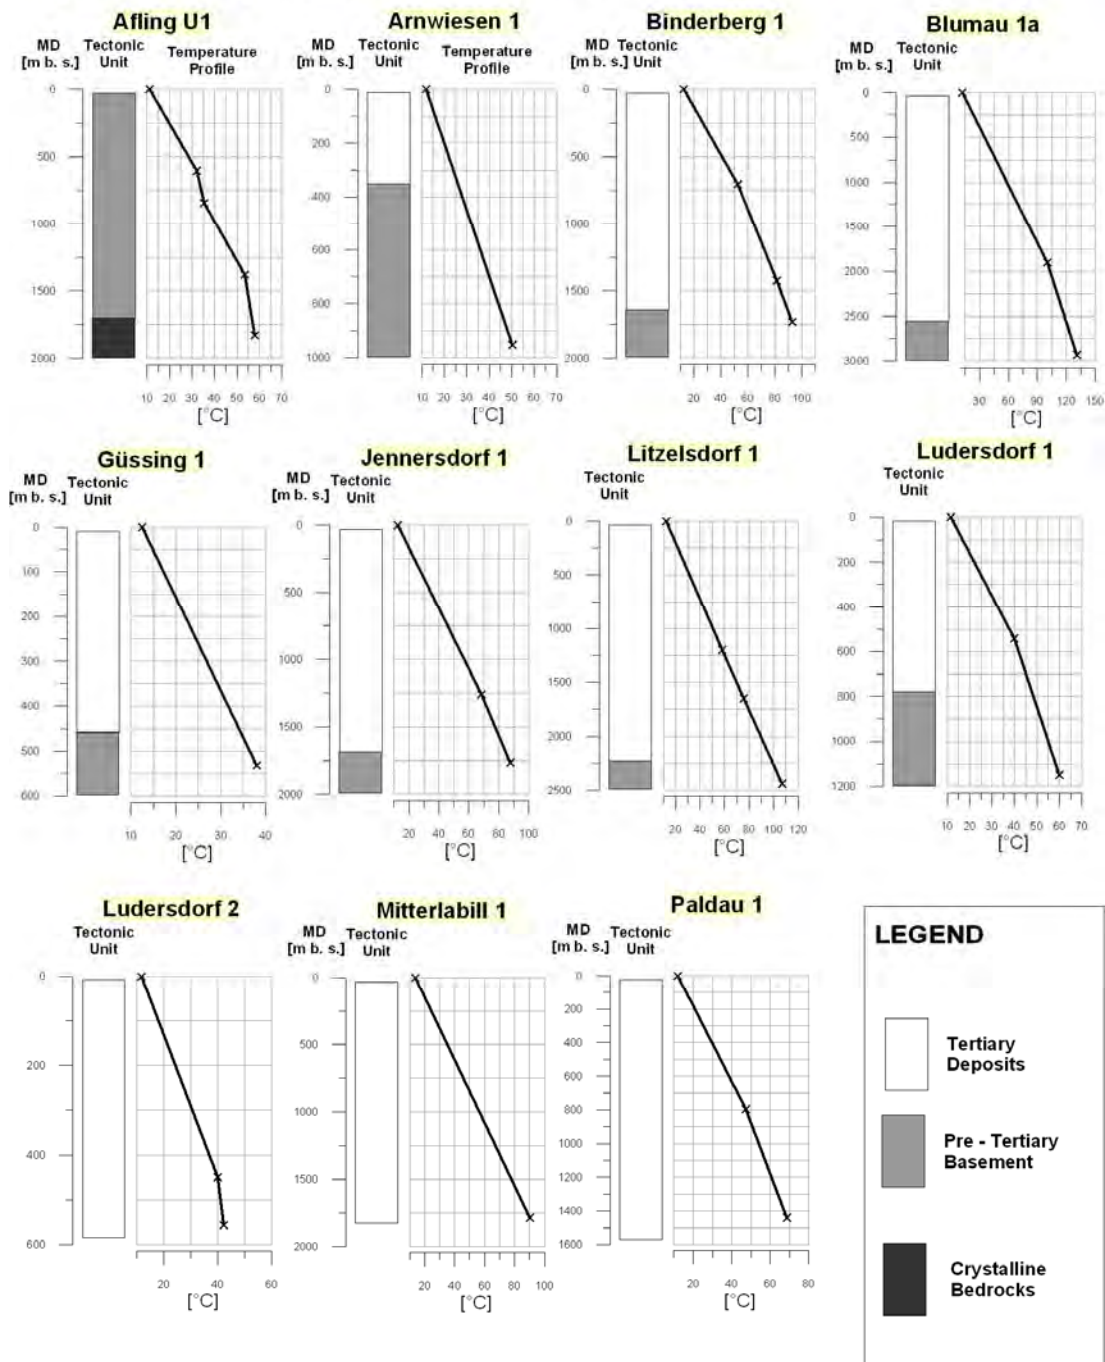 Afling U1
MD
[m b. s.]
Tectonic
Unit
Temperature
Profile
0
500
1000
1500
2000
10 20 30 40 50 60 70
[°C]
Arnwiesen 1
MD
[m b. s.]
Tectonic
Unit
Temperature
Profile
0
200
400
600
800
1000
10 20 30 40 50 60
[°C]
Binderberg 1
MD
[m b. s.]
Tectonic
Unit
0
500
1000
1500
2000
20 40 60 80 100
[°C]
Blumau 1a
MD
[m b. s.]
Tectonic
Unit
0
500
1000
1500
2000
2500
3000
30 60 90 120 150
[°C]
Güssing 1
MD
[m b. s.]
Tectonic
Unit
0
100
200
300
400
500
600
10 20 30 40
[°C]
Jennersdorf 1
MD
[m b. s.]
Tectonic
Unit
0
500
1000
1500
2000
20 40 60 80 100
[°C]
Litzelsdorf 1
Tectonic
Unit
0
500
1000
1500
2000
2500
20 40 60 80 100 120
[°C]
Ludersdorf 1
Tectonic
Unit
0
200
400
600
800
1000
1200
10 20 30 40 50 60 70
[°C]
Ludersdorf 2
Tectonic
Unit
0
200
400
600
20 40 60
[°C]
Mitterlabill 1
MD
[m b. s.]
Tectonic
Unit
0
500
1000
1500
2000
20 40 60 80 100
[°C]
Paldau 1
MD
[m b. s.]
Tectonic
Unit
0
200
400
600
800
1000
1200
1400
1600
20 40 60 80
[°C]
LEGEND
Tertiary
Deposits
Pre - Tertiary
Basement
Crystalline
Bedrocks